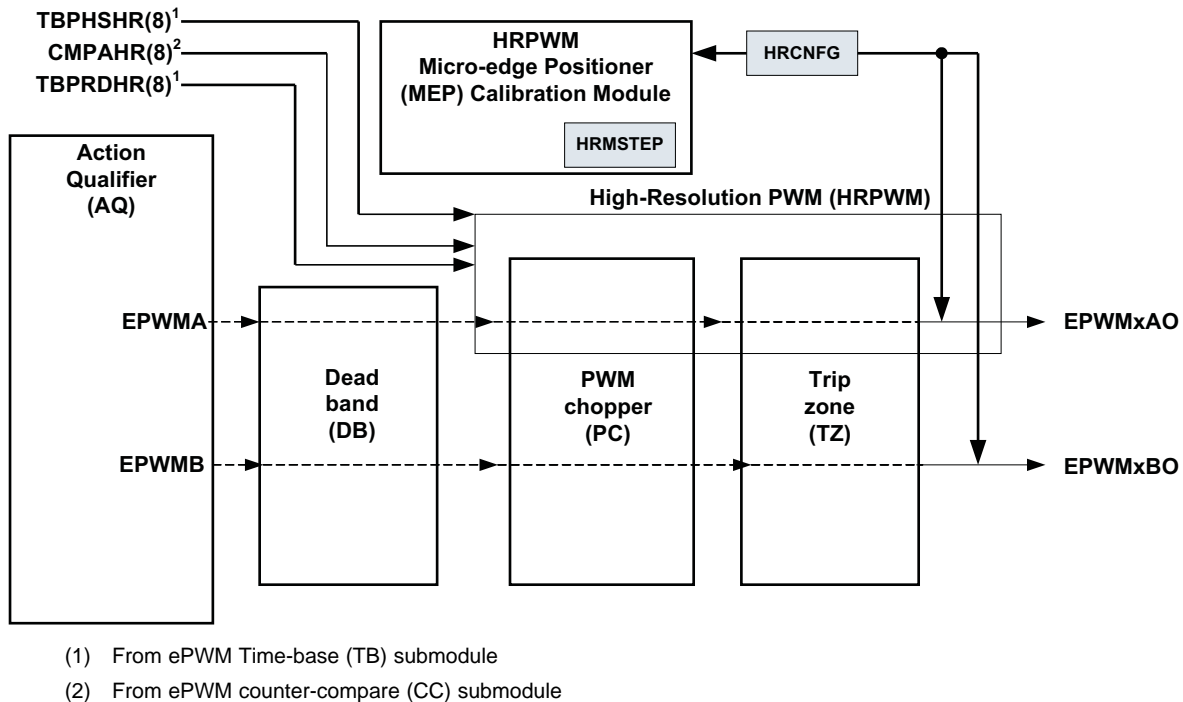 TBPHSHR(8)1
CMPAHR(8)2
TBPRDHR(8)1
HRPWM
Micro-edge Positioner
(MEP) Calibration Module
HRMSTEP
HRCNFG
Action
Qualifier
(AQ)
High-Resolution PWM (HRPWM)
EPWMA
EPWMxAO
Dead
band
(DB)
PWM
chopper
(PC)
Trip
zone
(TZ)
EPWMB
EPWMxBO
(1) From ePWM Time-base (TB) submodule
(2) From ePWM counter-compare (CC) submodule